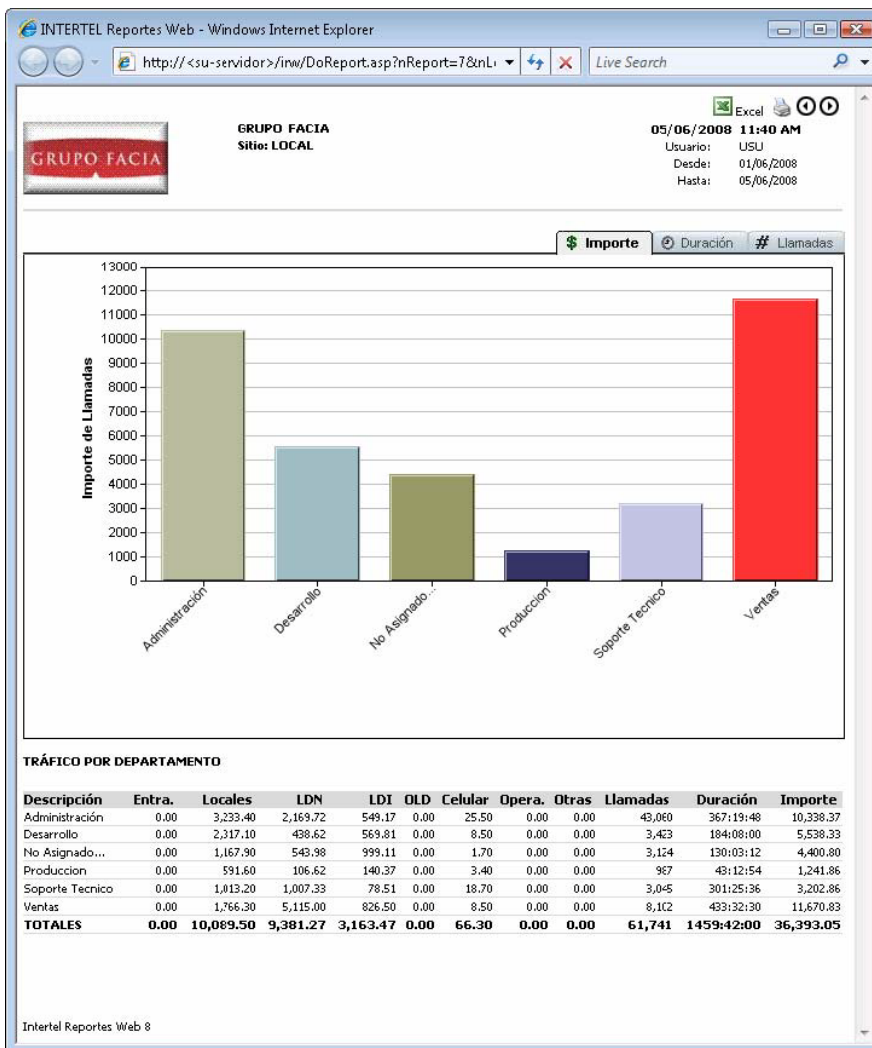 INTERTEL Reportes Web - Windows Internet Explorer
http://<su-servidor>/irw/DoReport.asp?nReport=7&nL
Live Search
Excel
GRUPO FACIA
GRUPO FACIA
Sitio: LOCAL
05/06/2008 11:40 AM
Usuario: USU
Desde: 01/06/2008
Hasta: 05/06/2008
$ Importe Duración # Llamadas
Importe de Llamadas
13000
12000
11000
10000
9000
8000
7000
6000
5000
4000
3000
2000
1000
0
Administración Desarrollo No Asignado... Produccion Soporte Tecnico Ventas
TRÁFICO POR DEPARTAMENTO
Descripción Entra. Locales LDN LDI OLD Celular Opera. Otras Llamadas Duración Importe
Administración 0.00 3,233.40 2,169.72 549.17 0.00 25.50 0.00 0.00 43,060 367:19:48 10,338.37
Desarrollo 0.00 2,317.10 438.62 569.81 0.00 8.50 0.00 0.00 3,423 184:08:00 5,538.33
No Asignado... 0.00 1,167.90 543.98 999.11 0.00 1.70 0.00 0.00 3,124 130:03:12 4,400.80
Produccion 0.00 591.60 106.62 140.37 0.00 3.40 0.00 0.00 987 43:12:54 1,241.86
Soporte Tecnico 0.00 1,013.20 1,007.33 78.51 0.00 18.70 0.00 0.00 3,045 301:25:36 3,202.86
Ventas 0.00 1,766.30 5,115.00 826.50 0.00 8.50 0.00 0.00 8,102 433:32:30 11,670.83
TOTALES 0.00 10,089.50 9,381.27 3,163.47 0.00 66.30 0.00 0.00 61,741 1459:42:00 36,393.05
Intertel Reportes Web 8